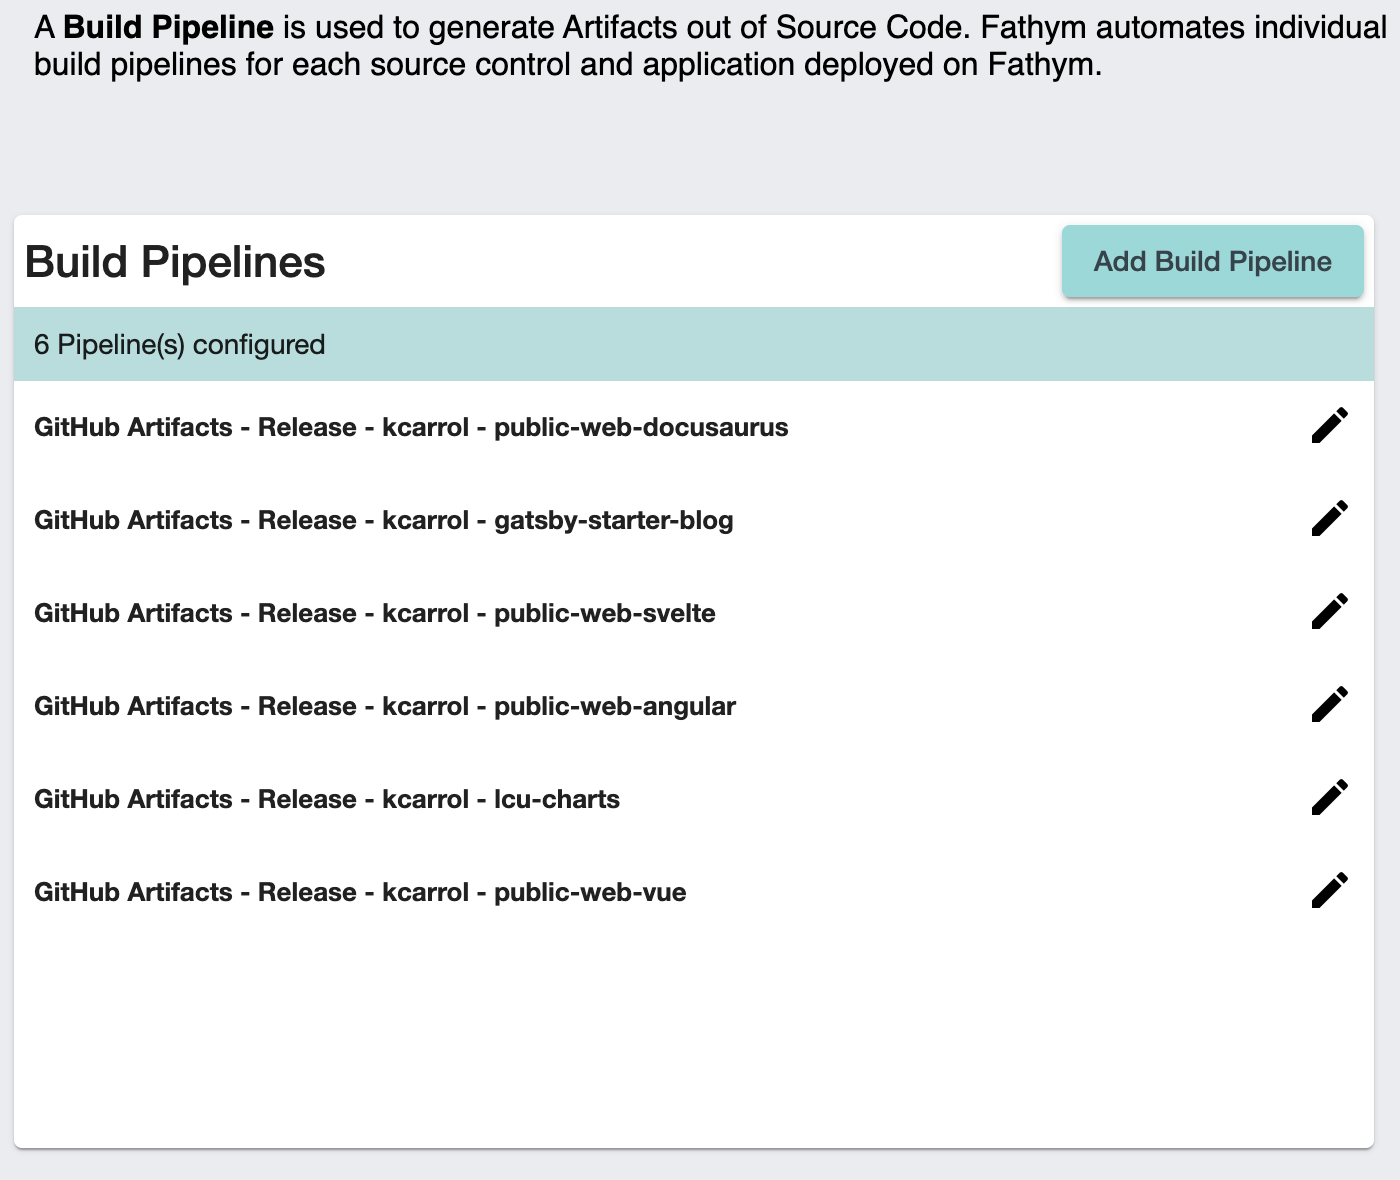 A Build Pipeline is used to generate Artifacts out of Source Code. Fathym automates individual
build pipelines for each source control and application deployed on Fathym.
Build Pipelines
Add Build Pipeline
6 Pipeline(s) configured
GitHub Artifacts - Release - kcarrol - public-web-docusaurus
GitHub Artifacts - Release - kcarrol - gatsby-starter-blog
GitHub Artifacts - Release - kcarrol - public-web-svelte
GitHub Artifacts - Release - kcarrol - public-web-angular
GitHub Artifacts - Release - kcarrol - lcu-charts
GitHub Artifacts - Release - kcarrol - public-web-vue